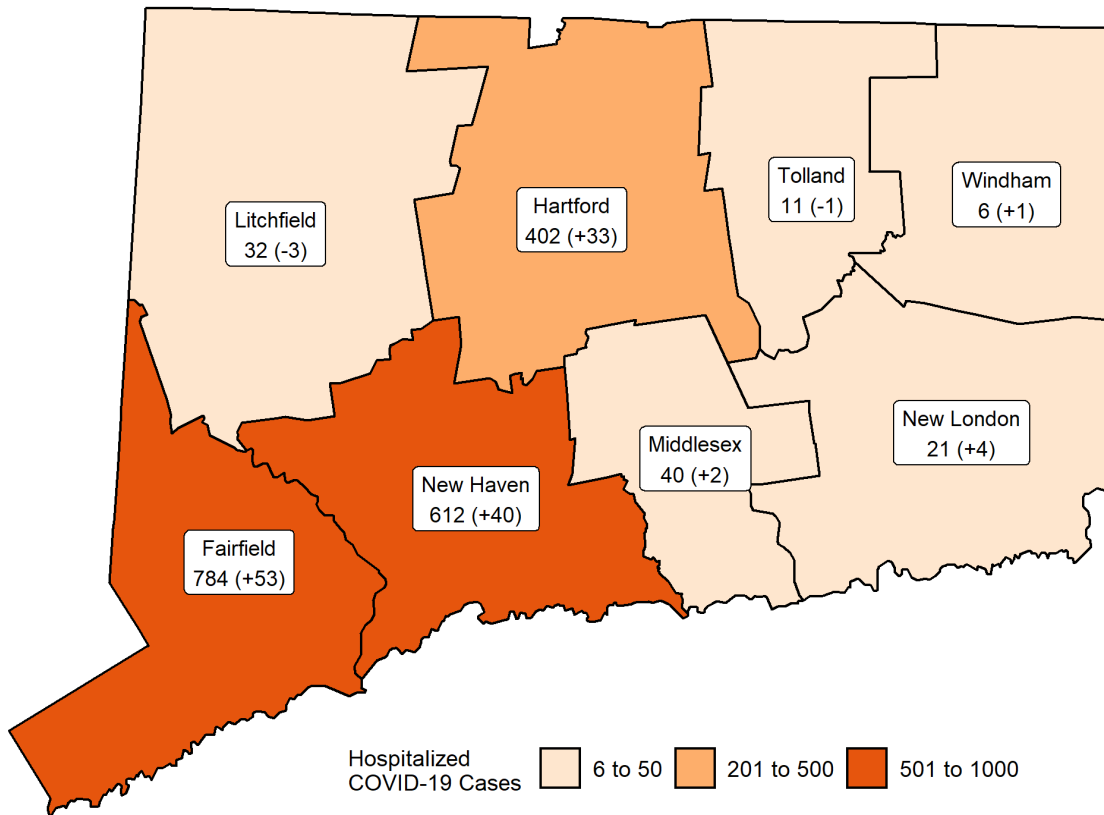 Litchfield
32 (-3)
Hartford
402 (+33)
Tolland
11 (-1)
Windham
6 (+1)
Fairfield
784 (+53)
New Haven
612 (+40)
Middlesex
40 (+2)
New London
21 (+4)
Hospitalized
COVID-19 Cases
6 to 50
201 to 500
501 to 1000